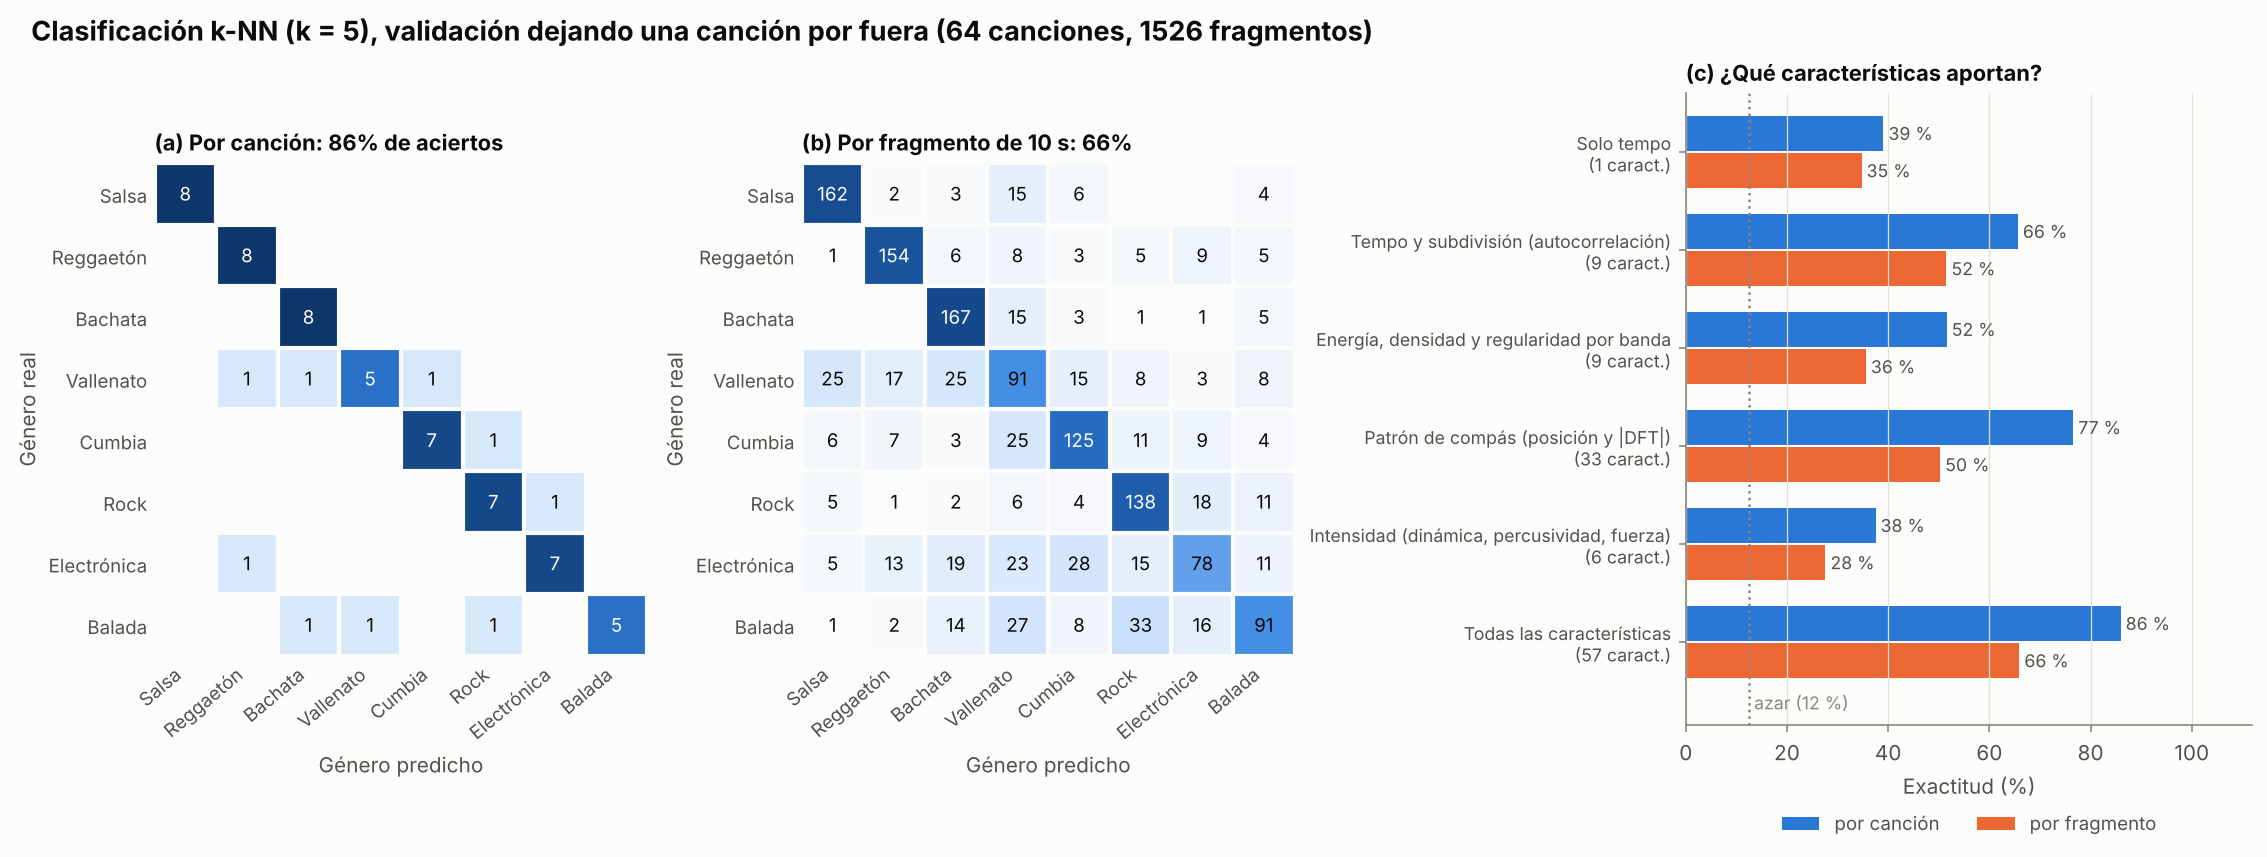 Clasificación k-NN (k = 5), validación dejando una canción por fuera (64 canciones, 1526 fragmentos)
(a) Por canción: 86% de aciertos
Género real
Salsa 8
Reggaetón 8
Bachata 8
Vallenato 1 1 5 1
Cumbia 7 1
Rock 7 1
Electrónica 1 7
Balada 1 1 1 5
Salsa Reggaetón Bachata Vallenato Cumbia Rock Electrónica Balada
Género predicho
(b) Por fragmento de 10 s: 66%
Género real
Salsa 162 2 3 15 6 4
Reggaetón 1 154 6 8 3 5 9 5
Bachata 167 15 3 1 1 5
Vallenato 25 17 25 91 15 8 3 8
Cumbia 6 7 3 25 125 11 9 4
Rock 5 1 2 6 4 138 18 11
Electrónica 5 13 19 23 28 15 78 11
Balada 1 2 14 27 8 33 16 91
Salsa Reggaetón Bachata Vallenato Cumbia Rock Electrónica Balada
Género predicho
(c) ¿Qué características aportan?
Solo tempo
(1 caract.)
39 %
35 %
Tempo y subdivisión (autocorrelación)
(9 caract.)
66 %
52 %
Energía, densidad y regularidad por banda
(9 caract.)
52 %
36 %
Patrón de compás (posición y |DFT|)
(33 caract.)
77 %
50 %
Intensidad (dinámica, percusividad, fuerza)
(6 caract.)
38 %
28 %
Todas las características
(57 caract.)
86 %
66 %
azar (12 %)
0 20 40 60 80 100
Exactitud (%)
por canción por fragmento